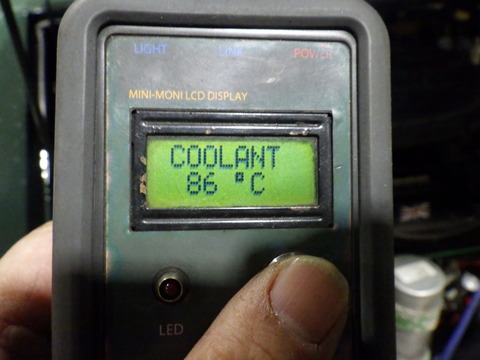 LIGHT LINK POWER
MINI-MONI LCD DISPLAY
COOLANT
86 °C
LED